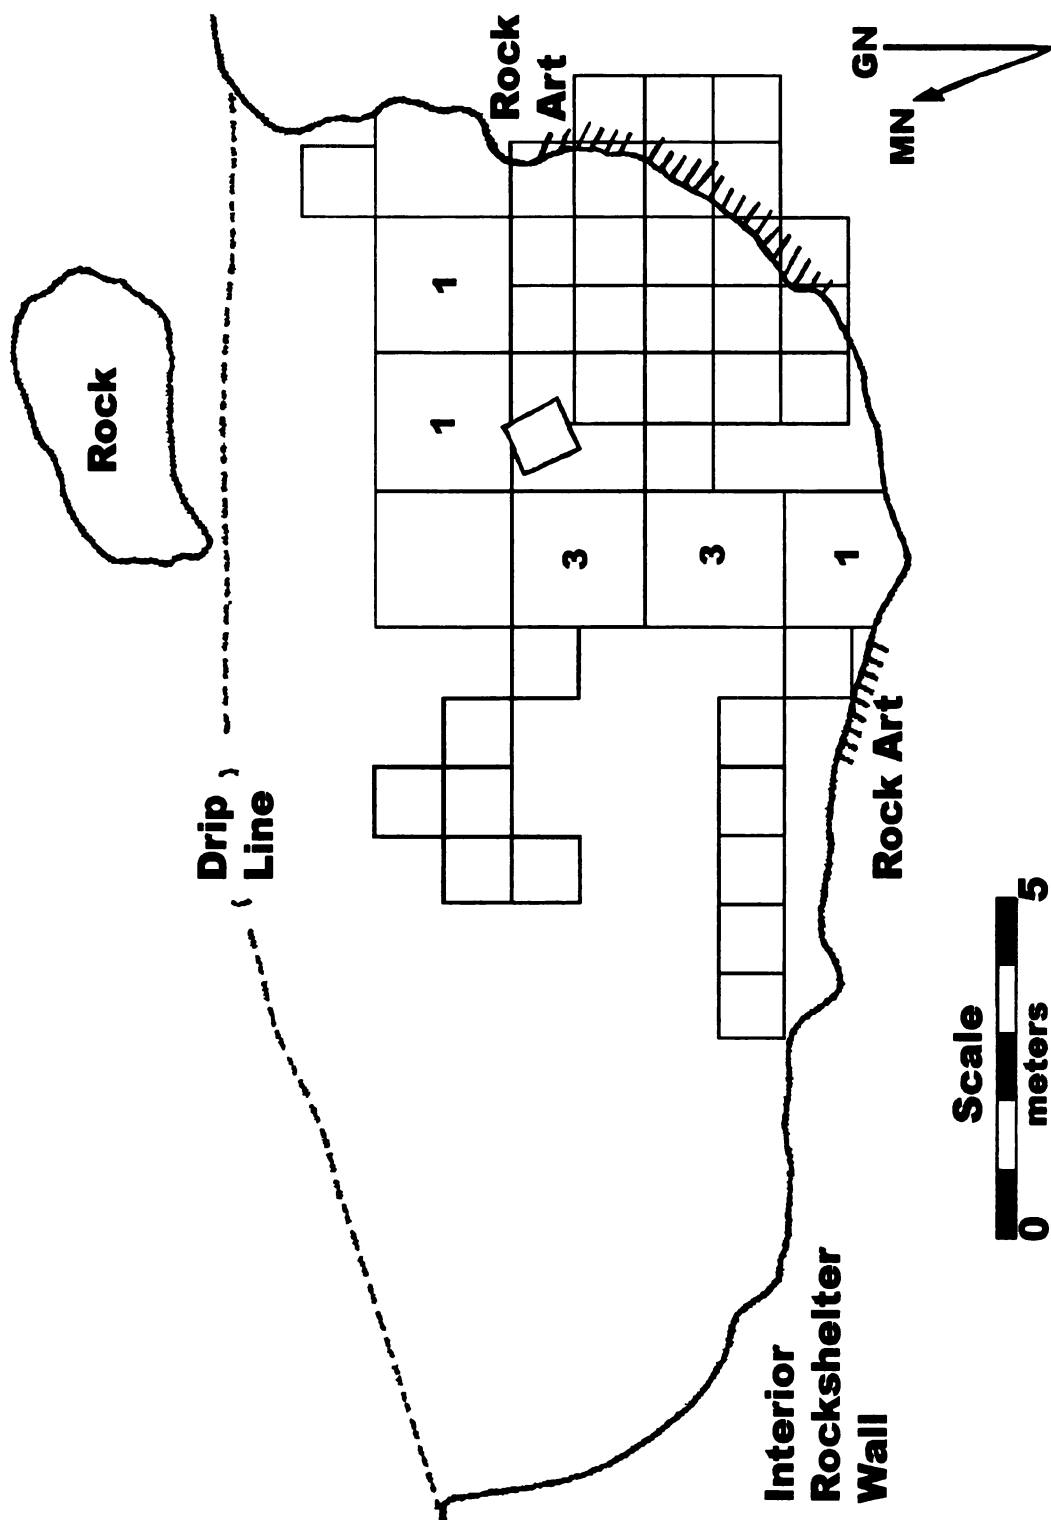 Rock
Drip
Line
Rock
Art
1
1
3
3
1
Rock Art
Interior
Rockshelter
Wall
Scale
0
5
meters
MN
GN